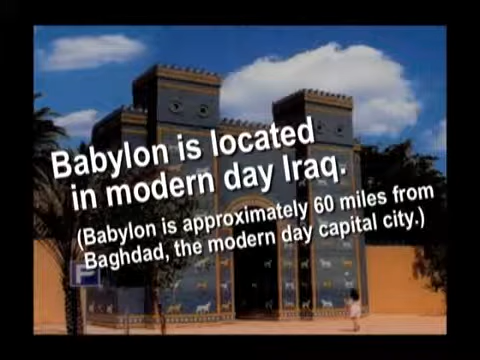 Babylon is located
in modern day Iraq.
(Babylon is approximately 60 miles from
Baghdad, the modern day capital city.)
F